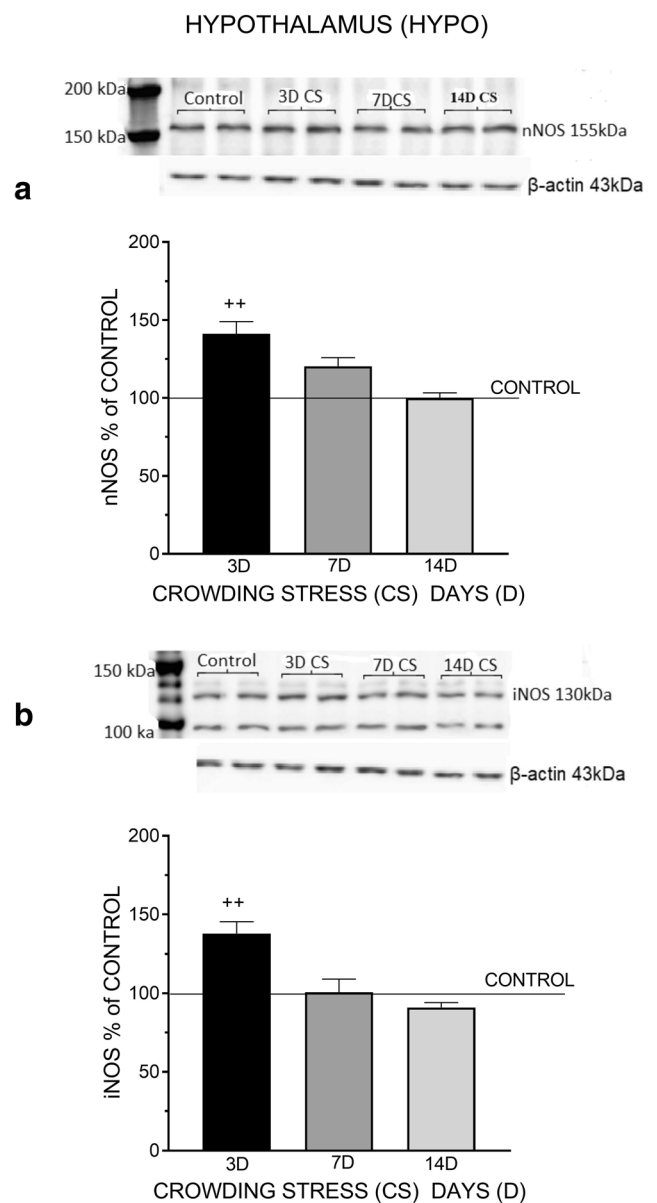 HYPOTHALAMUS (HYPO)
200 kDa
Control 3D CS 7DCS 14D CS
150 kDa
nNOS 155kDa
β-actin 43kDa
a
200
150
100
50
0
nNOS % of CONTROL
++
CONTROL
3D 7D 14D
CROWDING STRESS (CS) DAYS (D)
150 kDa
Control 3D CS 7D CS 14D CS
iNOS 130kDa
b
100 ka
β-actin 43kDa
200
150
100
50
0
iNOS % of CONTROL
++
CONTROL
3D 7D 14D
CROWDING STRESS (CS) DAYS (D)